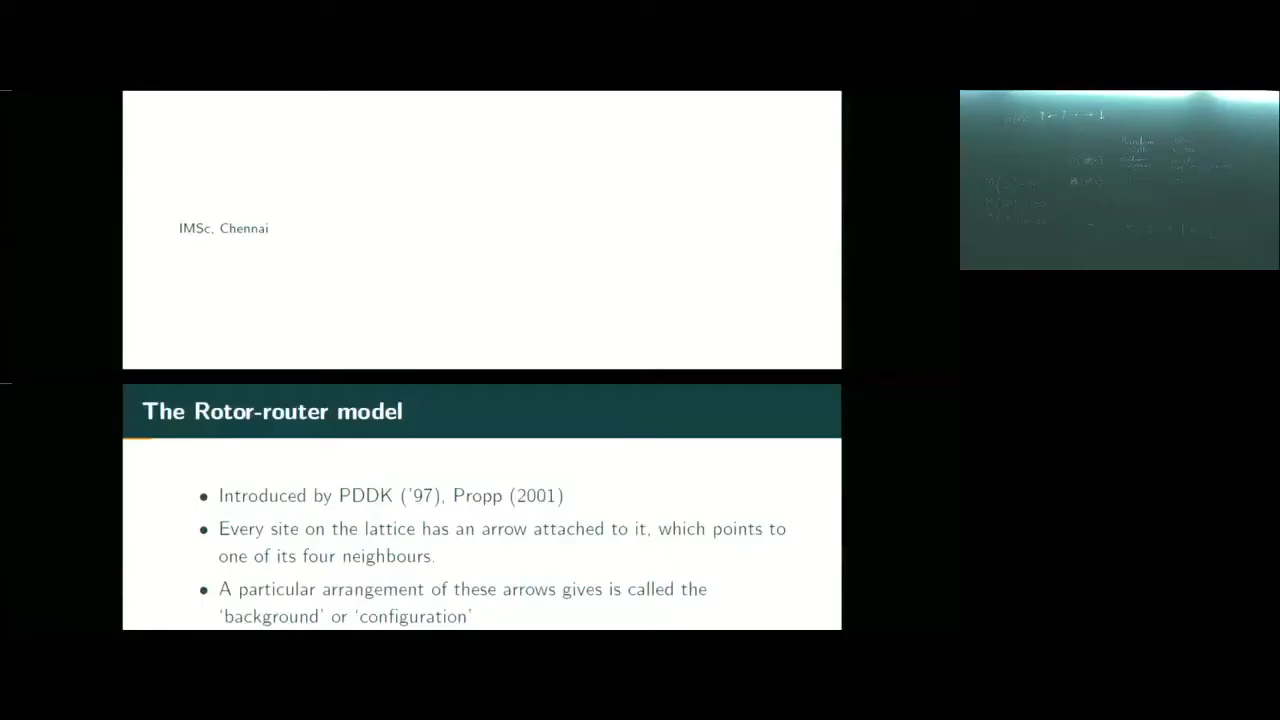 IMSc, Chennai
The Rotor-router model
• Introduced by PDDK ('97), Propp (2001)
• Every site on the lattice has an arrow attached to it, which points to
one of its four neighbours.
• A particular arrangement of these arrows gives is called the
‘background’ or ‘configuration’
Random